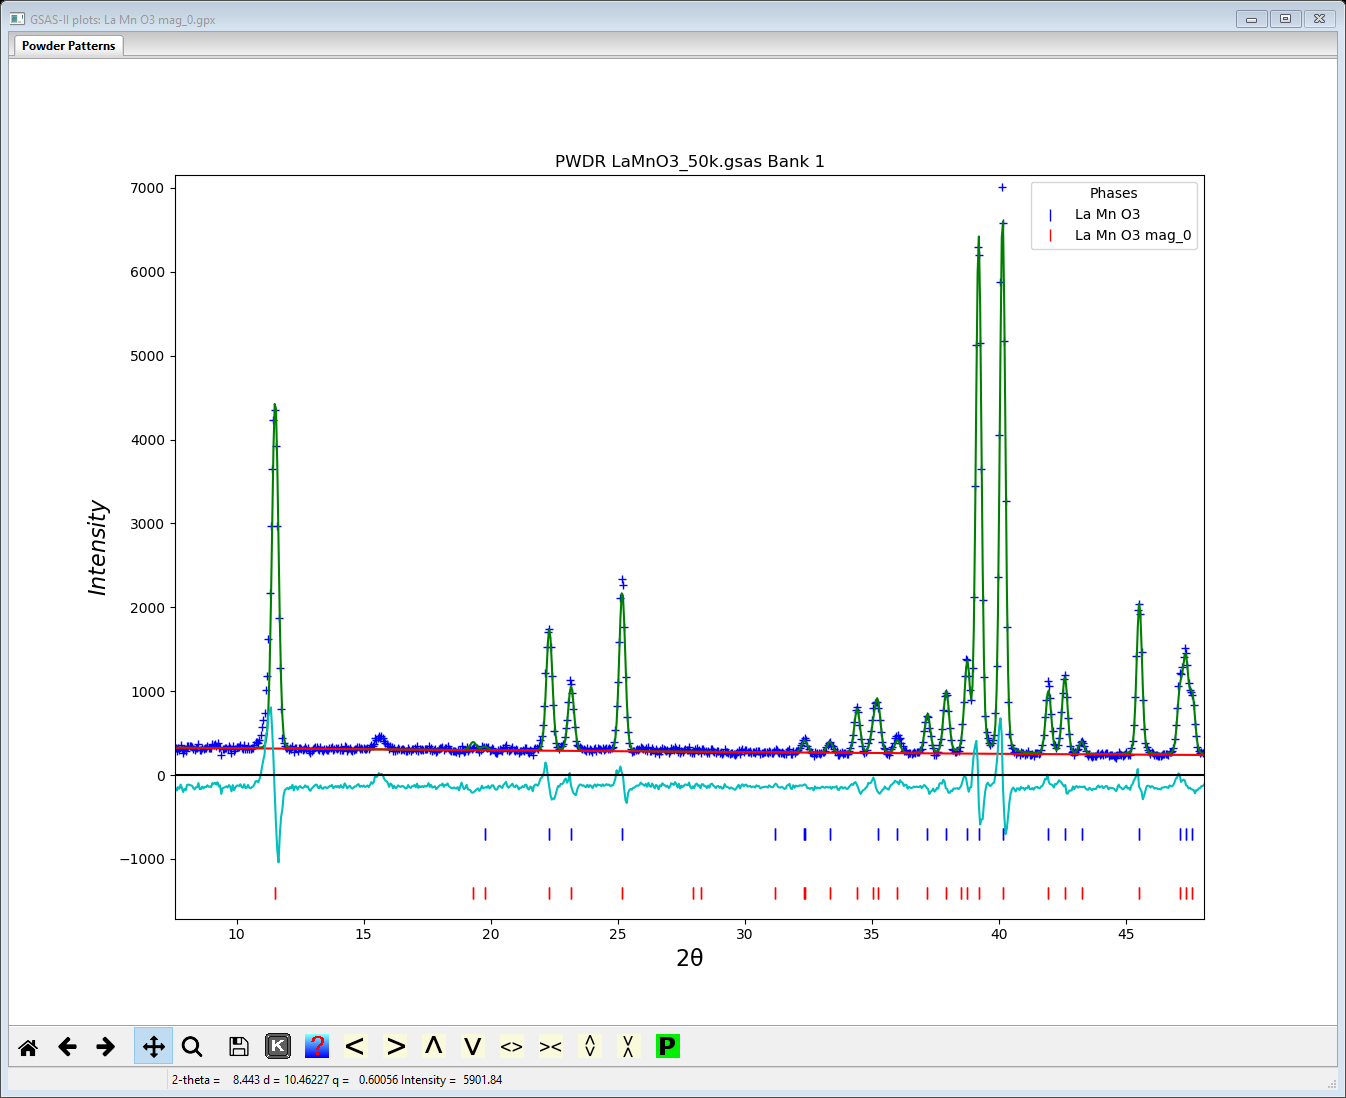 GSAS-II plots: La Mn O3 mag_0.gpx
Powder Patterns
PWDR LaMnO3_50k.gsas Bank 1
Phases
La Mn O3
La Mn O3 mag_0
7000
6000
5000
4000
3000
2000
1000
0
−1000
Intensity
10 15 20 25 30 35 40 45
2θ
K ? < > Λ V <> >< P
2-theta = 8.443 d = 10.46227 q = 0.60056 Intensity = 5901.84